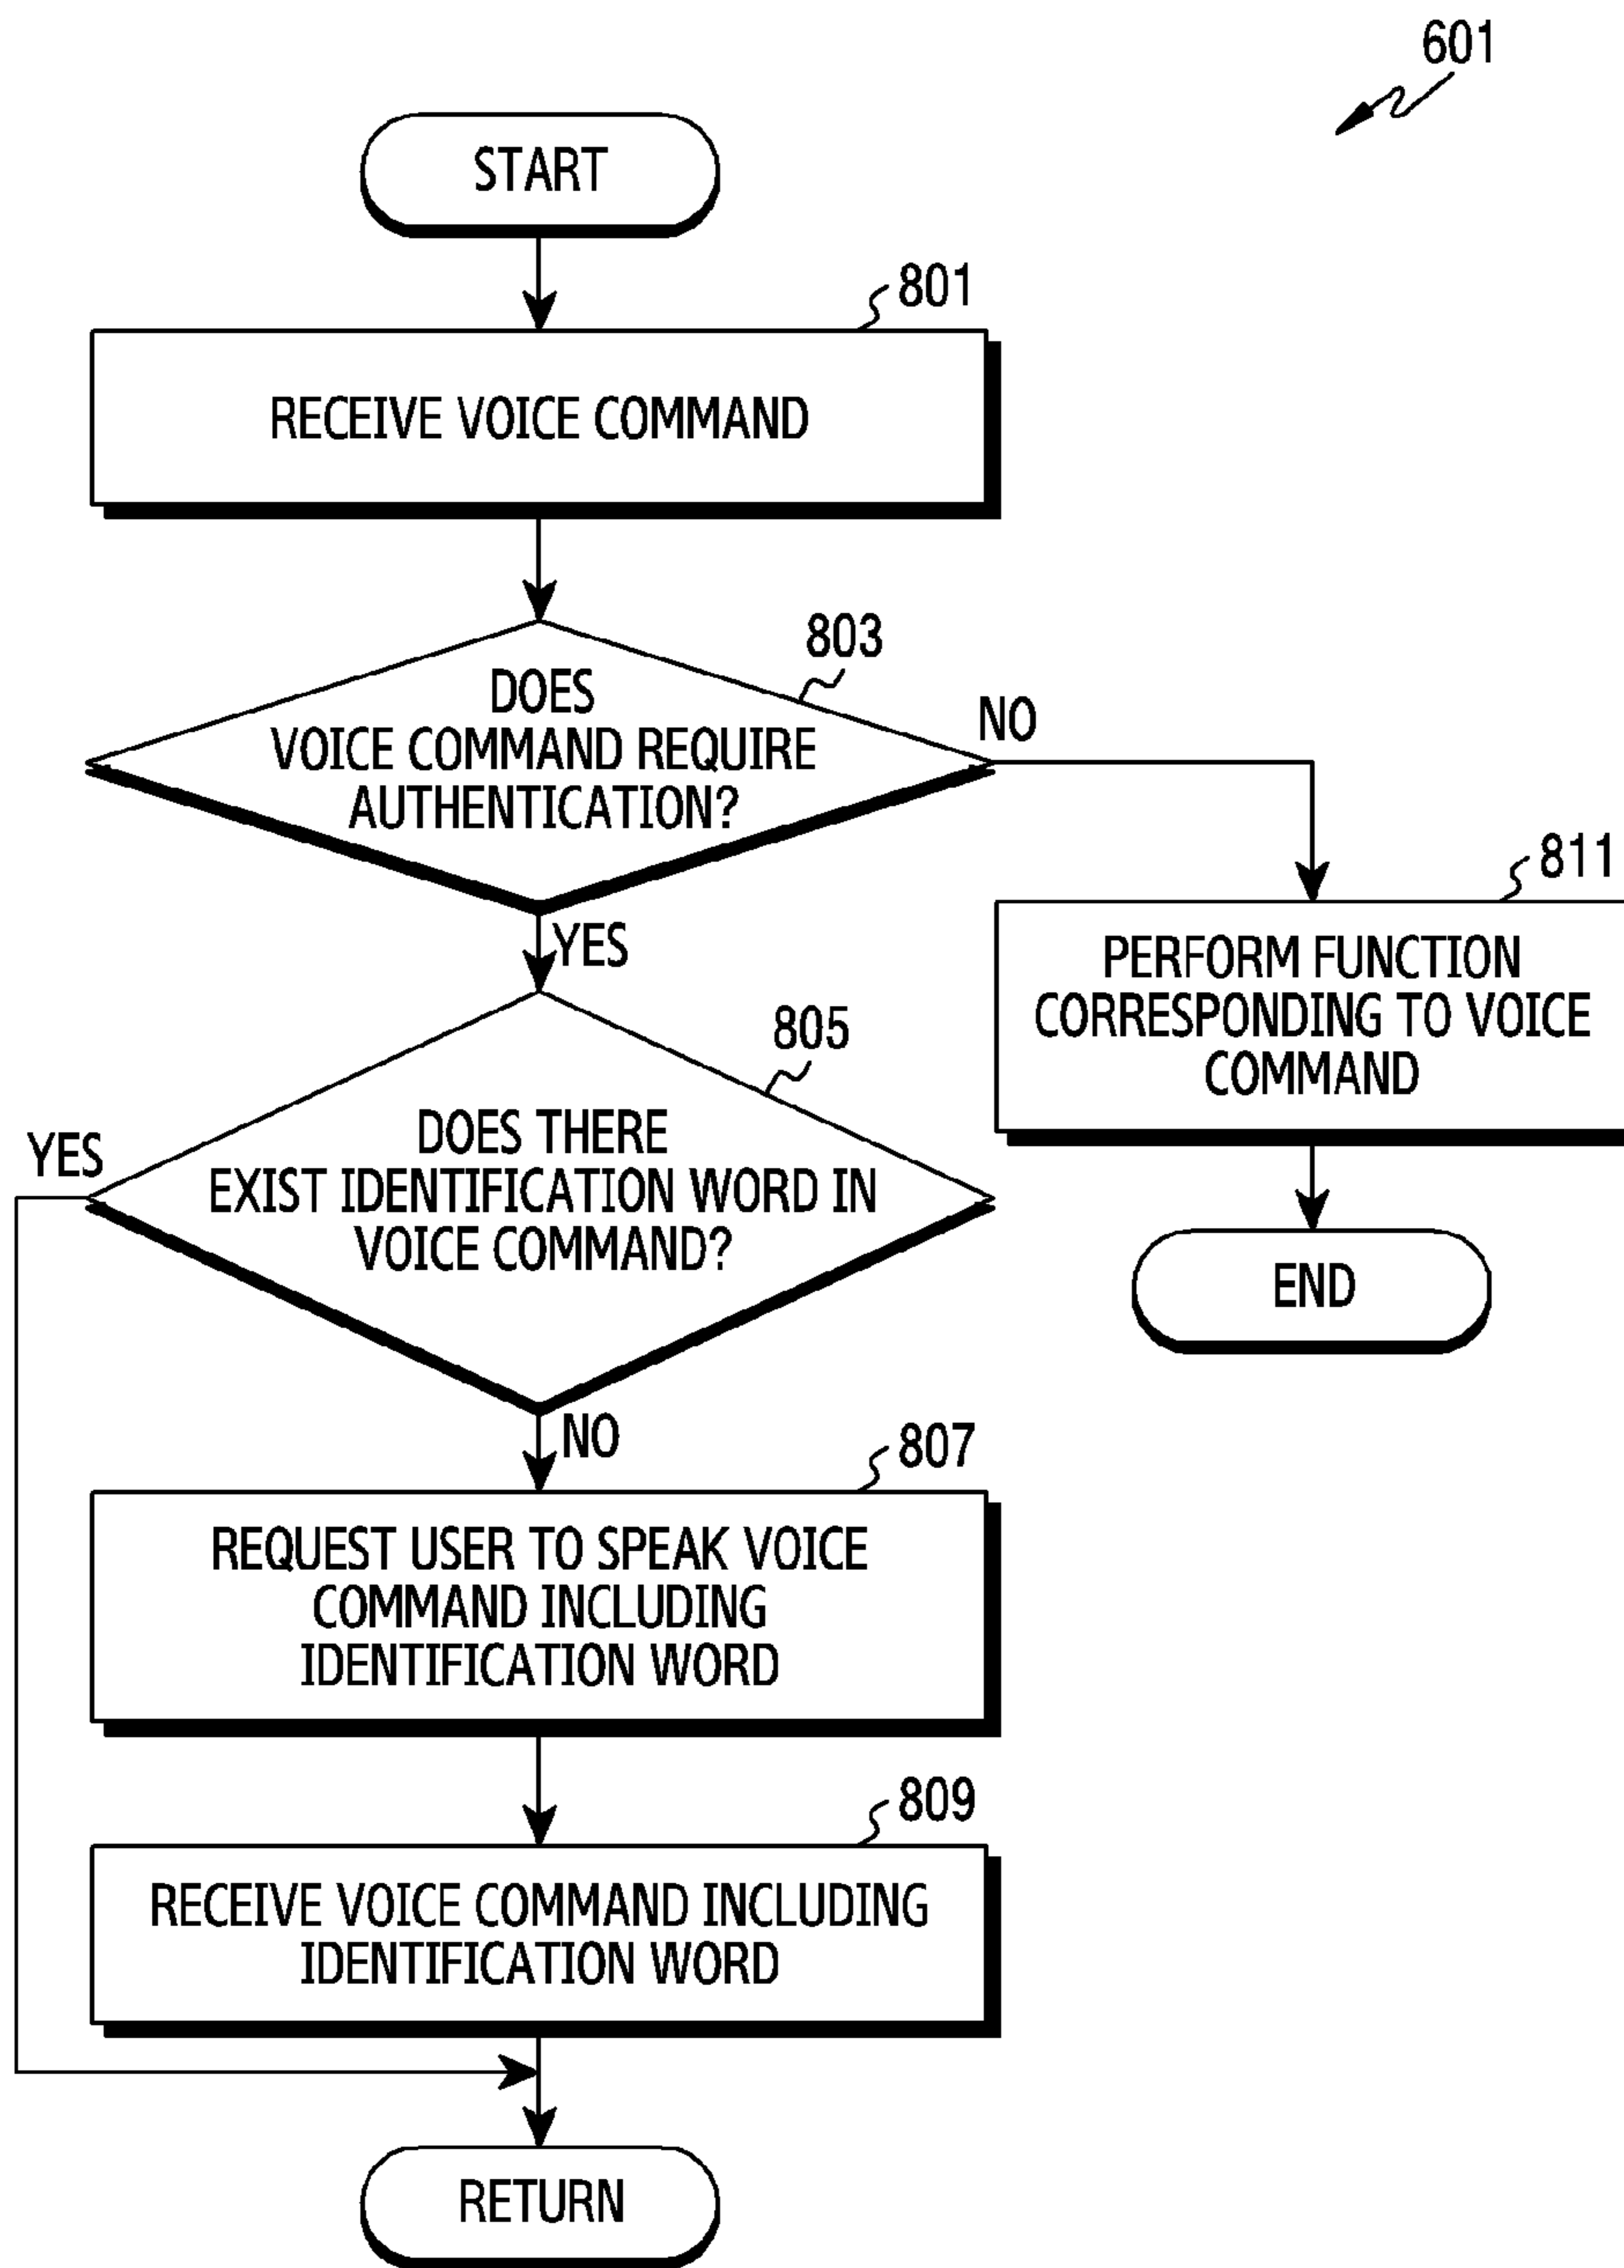 601
START
801
RECEIVE VOICE COMMAND
803
DOES
VOICE COMMAND REQUIRE
AUTHENTICATION?
NO
YES
811
PERFORM FUNCTION
CORRESPONDING TO VOICE
COMMAND
END
805
DOES THERE
EXIST IDENTIFICATION WORD IN
VOICE COMMAND?
YES
NO
807
REQUEST USER TO SPEAK VOICE
COMMAND INCLUDING
IDENTIFICATION WORD
809
RECEIVE VOICE COMMAND INCLUDING
IDENTIFICATION WORD
RETURN